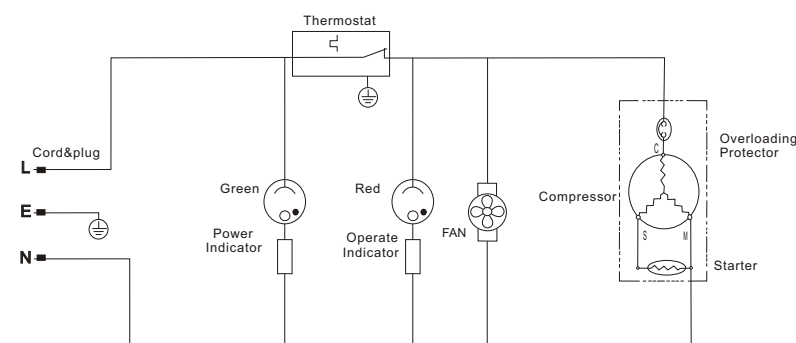 Thermostat
Cord&plug
L
E
N
Green
Power
Indicator
Red
Operate
Indicator
FAN
Compressor
C
S
M
Overloading
Protector
Starter